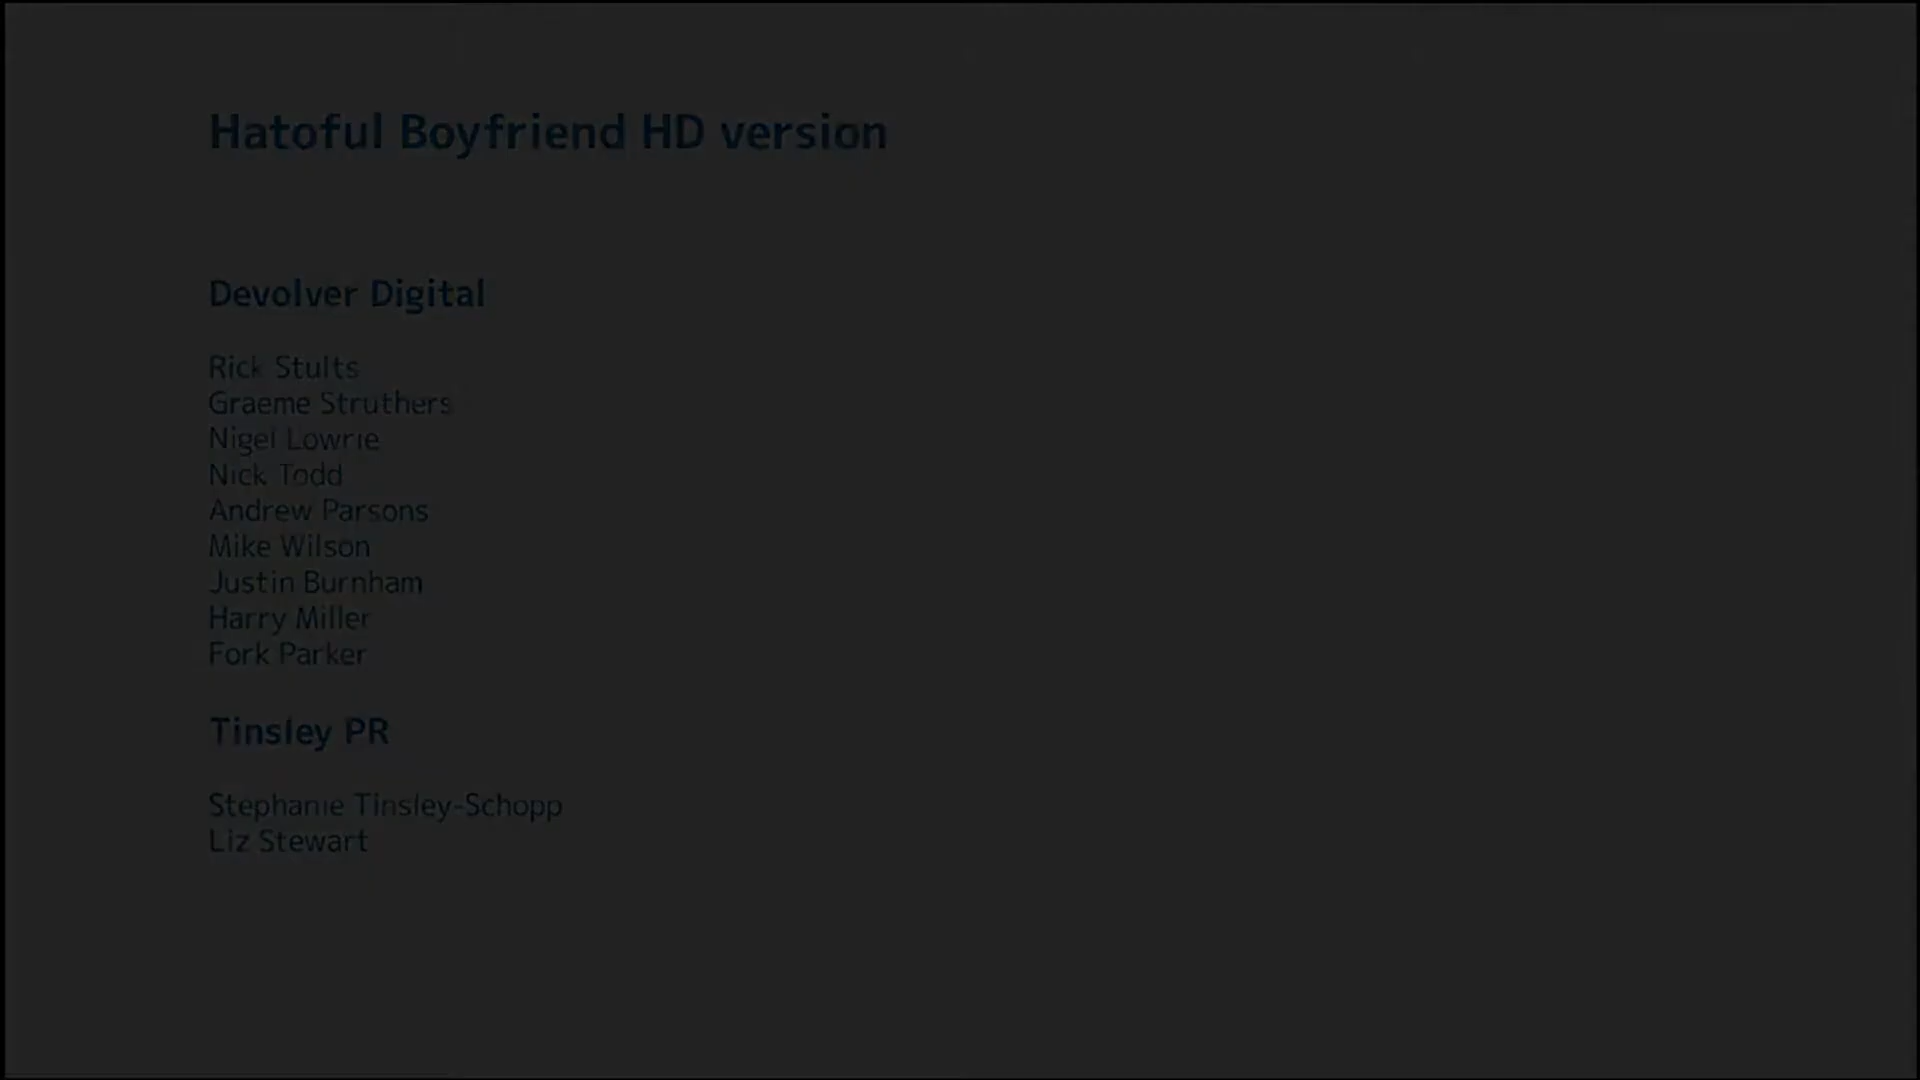 Hatoful Boyfriend HD version
Devolver Digital
Rick Stults
Graeme Struthers
Nigel Lowrie
Nick Todd
Andrew Parsons
Mike Wilson
Justin Burnham
Harry Miller
Fork Parker
Tinsley PR
Stephanie Tinsley-Schopp
Liz Stewart